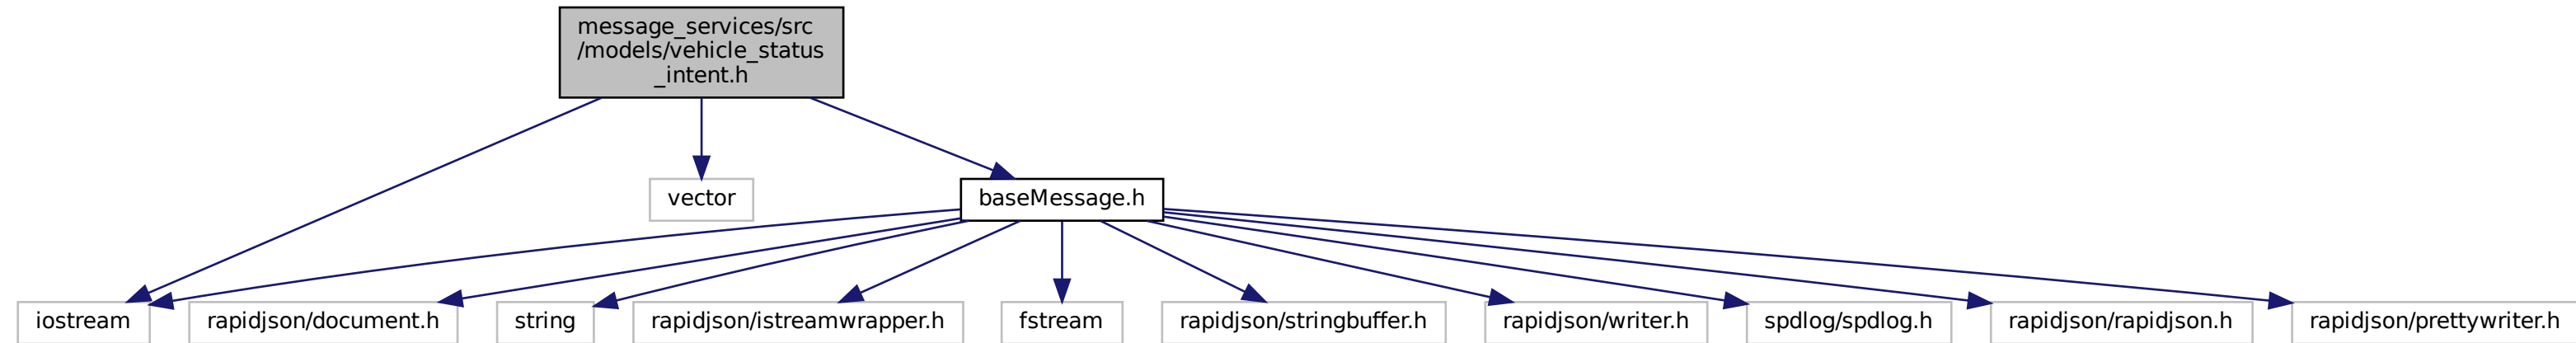 message_services/src
/models/vehicle_status
_intent.h
vector
baseMessage.h
iostream
rapidjson/document.h
string
rapidjson/istreamwrapper.h
fstream
rapidjson/stringbuffer.h
rapidjson/writer.h
spdlog/spdlog.h
rapidjson/rapidjson.h
rapidjson/prettywriter.h